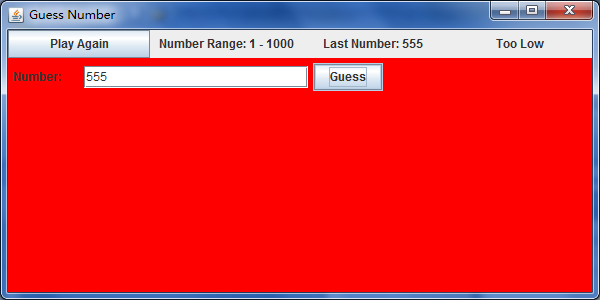 Guess Number
Play Again Number Range: 1 - 1000 Last Number: 555 Too Low
Number: 555 Guess